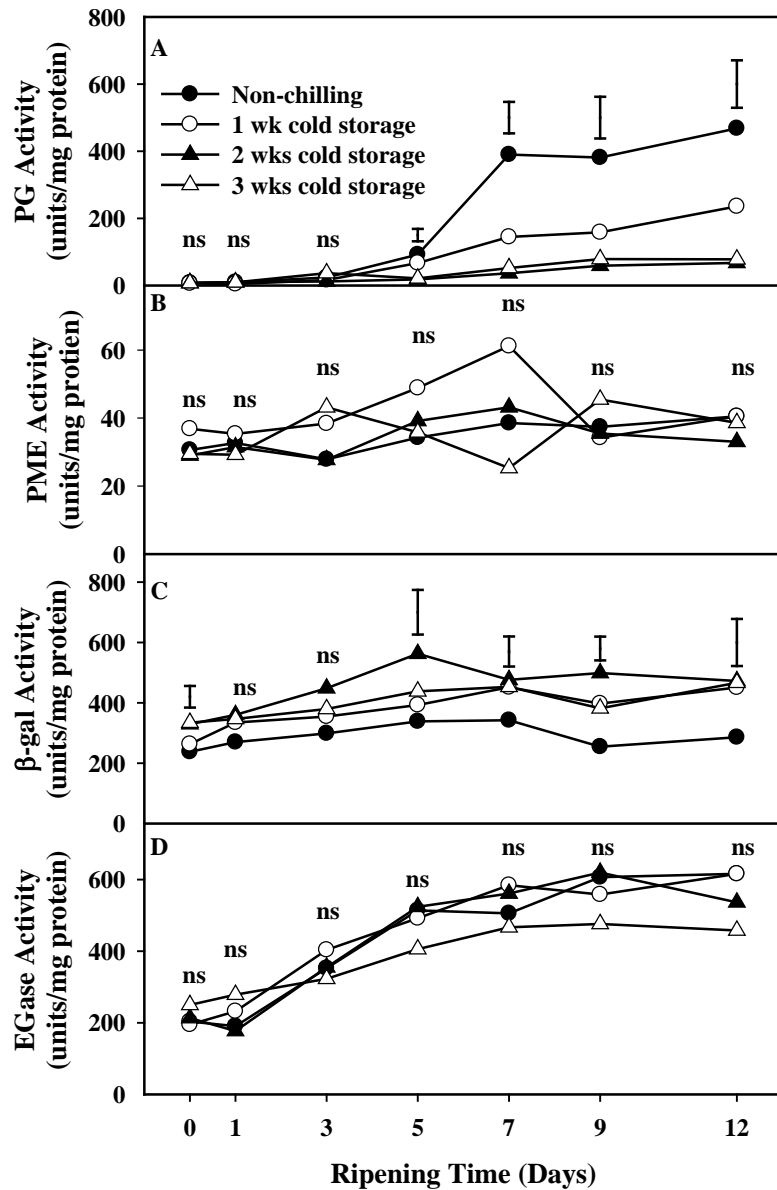 800
A
600
Non-chilling
1 wk cold storage
400
2 wks cold storage
3 wks cold storage
200
ns ns ns
0
PG Activity
(units/mg protein)
B
ns
ns
60
ns ns ns
ns ns
40
20
0
PME Activity
(units/mg protien)
800
C
600
ns
ns
400
200
0
β-gal Activity
(units/mg protein)
D
ns ns ns
600
ns
ns
400
ns
ns
200
0
EGase Activity
(units/mg protein)
0 1 3 5 7 9 12
Ripening Time (Days)